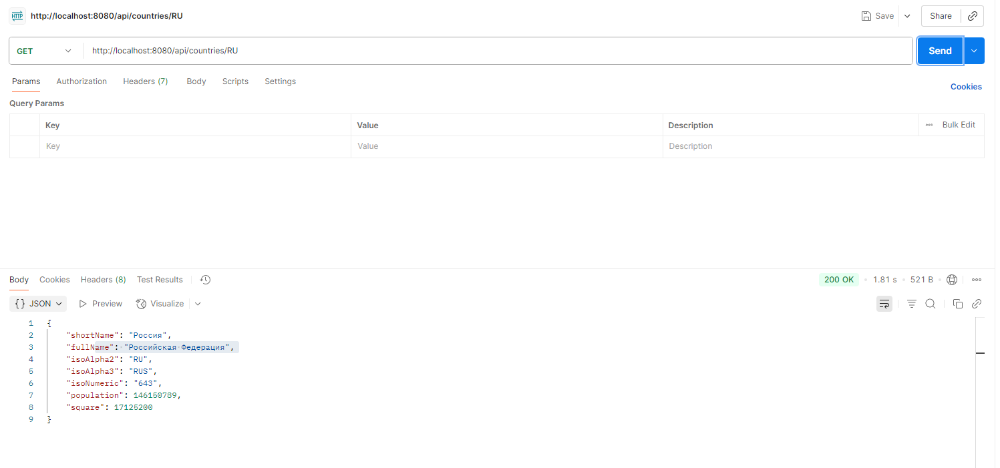 HTTP http://localhost:8080/api/countries/RU Save Share
GET http://localhost:8080/api/countries/RU Send
Params Authorization Headers (7) Body Scripts Settings Cookies
Query Params
Key Value Description Bulk Edit
Key Value Description
Body Cookies Headers (8) Test Results 200 OK • 1.81 s • 521 B •
{} JSON Preview Visualize
1 {
2 "shortName": "Россия",
3 "fullName": "Российская Федерация",
4 "isoAlpha2": "RU",
5 "isoAlpha3": "RUS",
6 "isoNumeric": "643",
7 "population": 146150789,
8 "square": 17125200
9 }